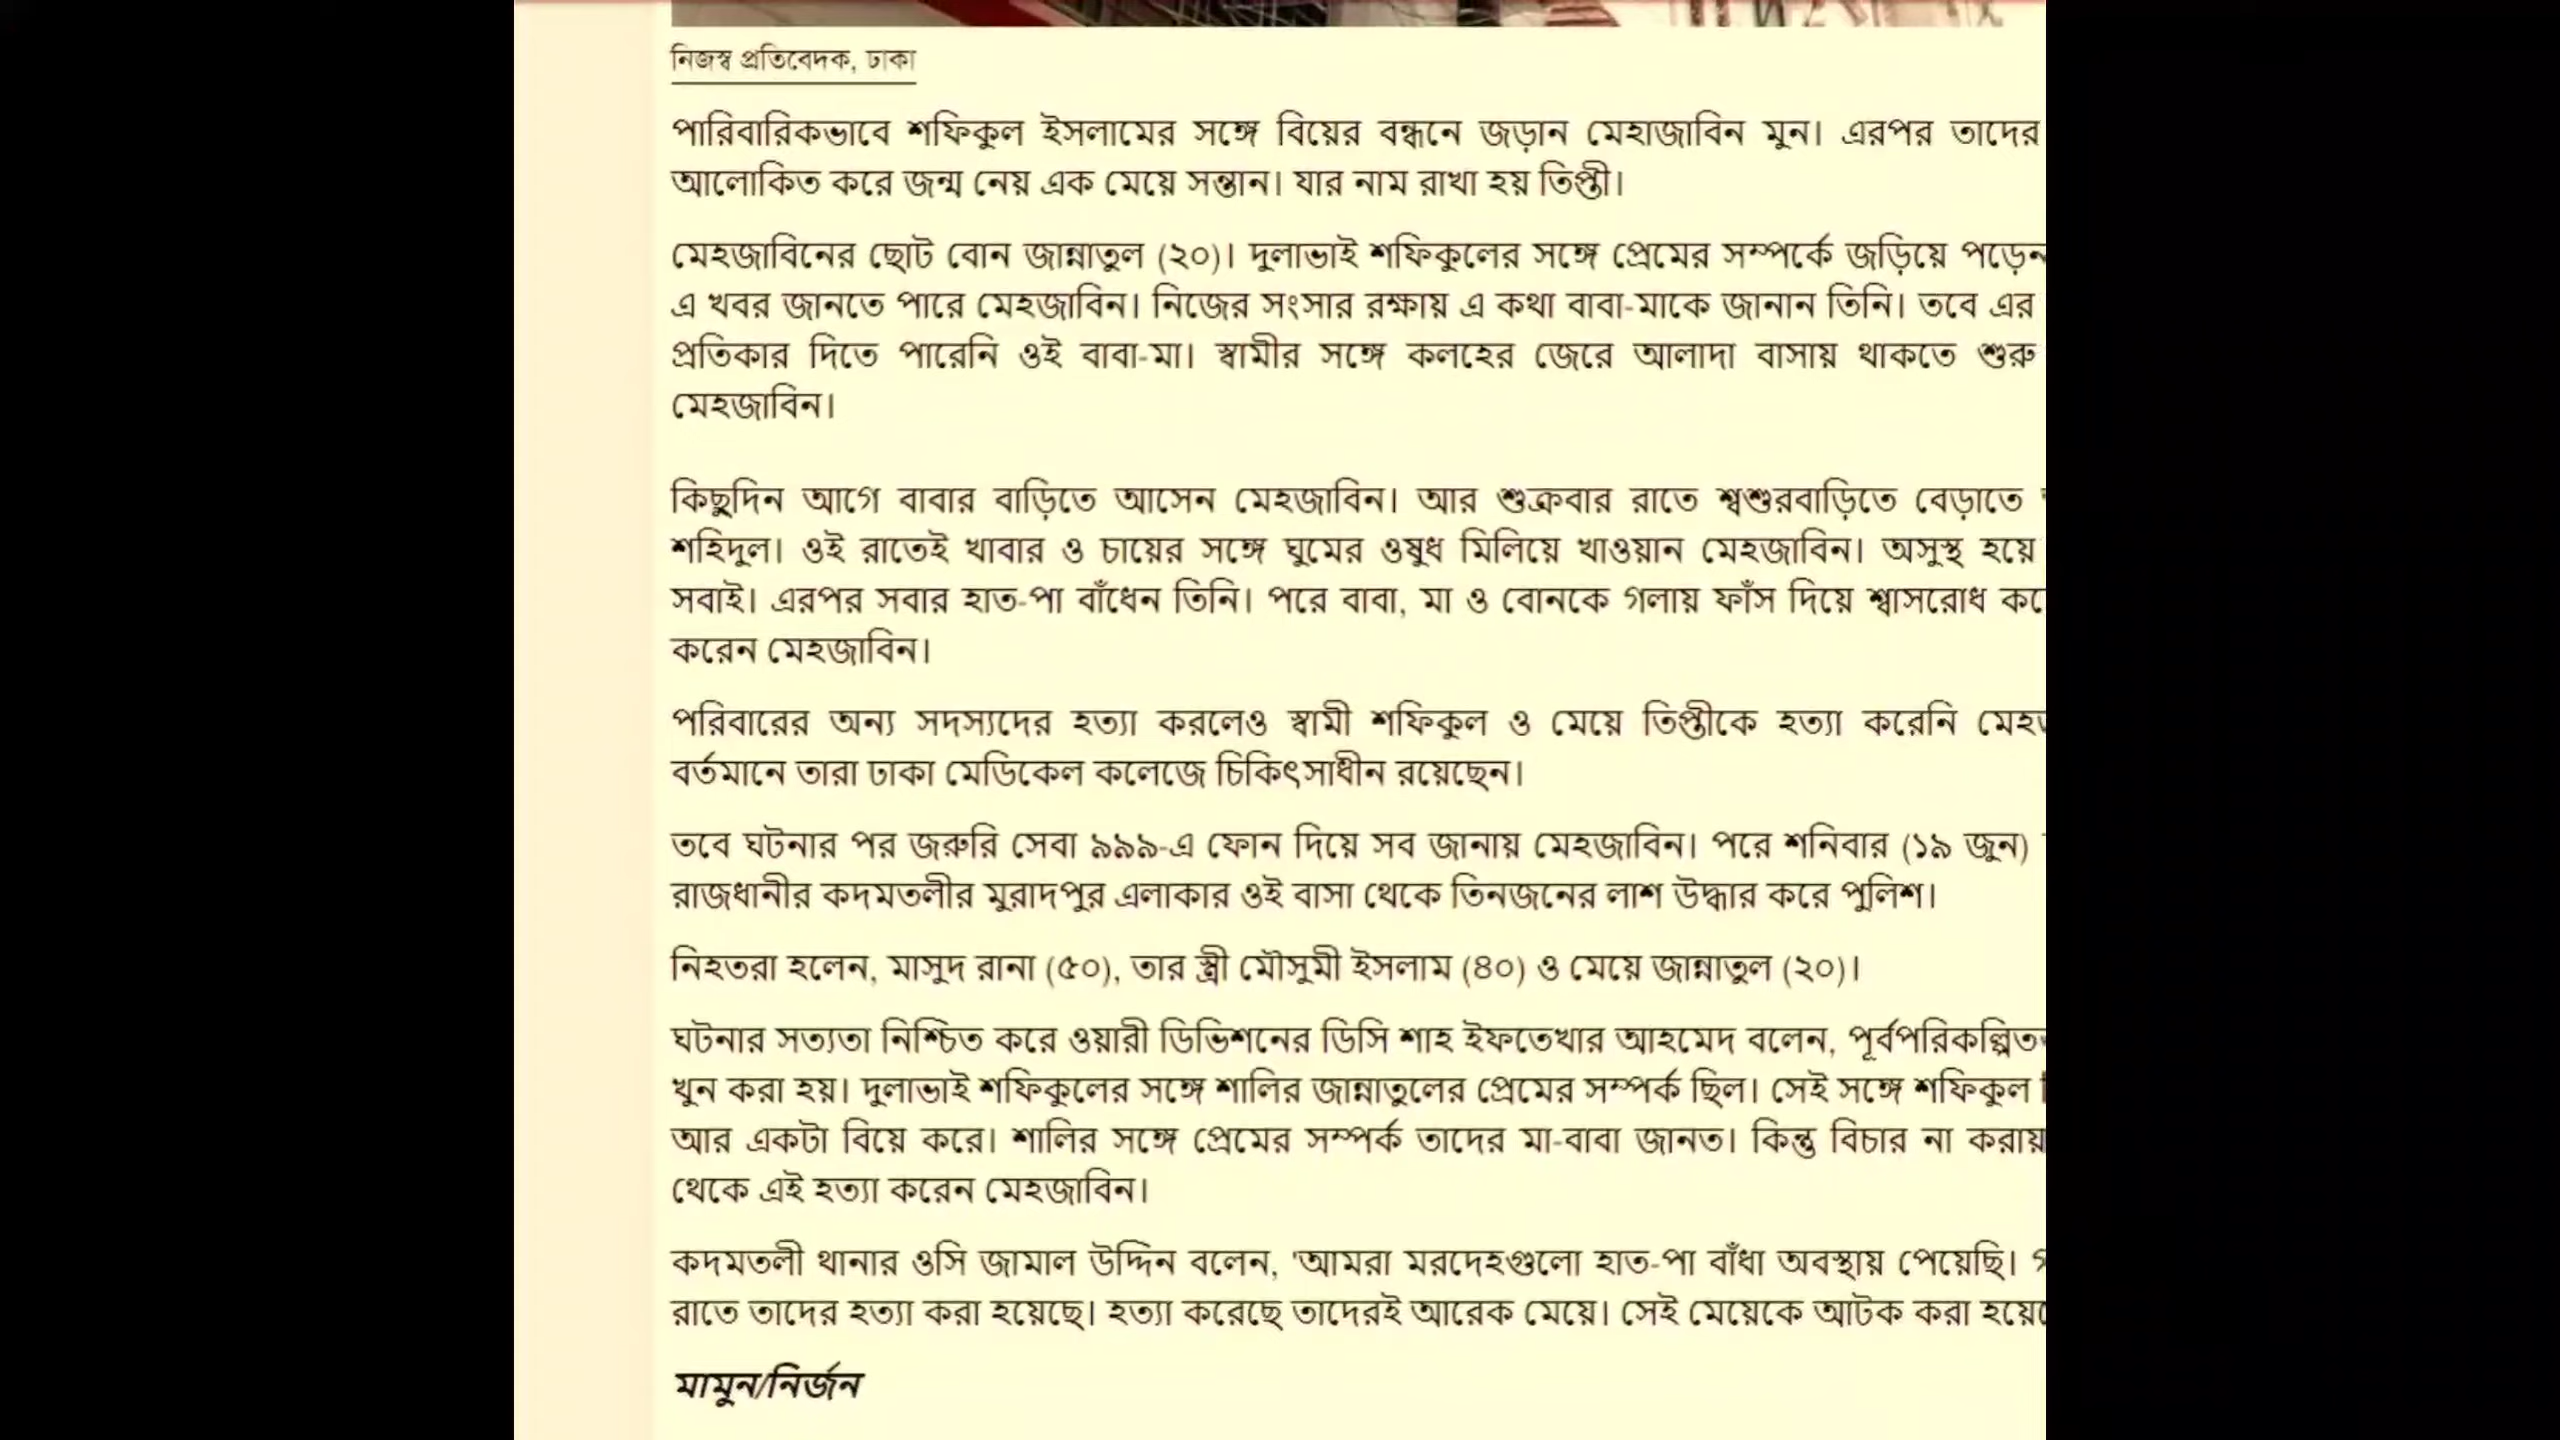 নিজস্ব প্রতিবেদক, ঢাকা
পারিবারিকভাবে শফিকুল ইসলামের সঙ্গে বিয়ের বন্ধনে জড়ান মেহাজাবিন মুন। এরপর তাদের
আলোকিত করে জন্ম নেয় এক মেয়ে সন্তান। যার নাম রাখা হয় তিপ্তী।
মেহজাবিনের ছোট বোন জান্নাতুল (২০)। দুলাভাই শফিকুলের সঙ্গে প্রেমের সম্পর্কে জড়িয়ে পড়েন
এ খবর জানতে পারে মেহজাবিন। নিজের সংসার রক্ষায় এ কথা বাবা-মাকে জানান তিনি। তবে এর
প্রতিকার দিতে পারেনি ওই বাবা-মা। স্বামীর সঙ্গে কলহের জেরে আলাদা বাসায় থাকতে শুরু
মেহজাবিন।
কিছুদিন আগে বাবার বাড়িতে আসেন মেহজাবিন। আর শুক্রবার রাতে শ্বশুরবাড়িতে বেড়াতে
শহিদুল। ওই রাতেই খাবার ও চায়ের সঙ্গে ঘুমের ওষুধ মিলিয়ে খাওয়ান মেহজাবিন। অসুস্থ হয়ে
সবাই। এরপর সবার হাত-পা বাঁধেন তিনি। পরে বাবা, মা ও বোনকে গলায় ফাঁস দিয়ে শ্বাসরোধ
করেন মেহজাবিন।
পরিবারের অন্য সদস্যদের হত্যা করলেও স্বামী শফিকুল ও মেয়ে তিপ্তীকে হত্যা করেনি
বর্তমানে তারা ঢাকা মেডিকেল কলেজে চিকিৎসাধীন রয়েছেন।
তবে ঘটনার পর জরুরি সেবা ৯৯৯-এ ফোন দিয়ে সব জানায় মেহজাবিন। পরে শনিবার (১৯ জুন)
রাজধানীর কদমতলীর মুরাদপুর এলাকার ওই বাসা থেকে তিনজনের লাশ উদ্ধার করে পুলিশ।
নিহতরা হলেন, মাসুদ রানা (৫০), তার স্ত্রী মৌসুমী ইসলাম (৪০) ও মেয়ে জান্নাতুল (২০)।
ঘটনার সত্যতা নিশ্চিত করে ওয়ারী ডিভিশনের ডিসি শাহ ইফতেখার আহমেদ বলেন, পূর্বপরিকল্পিত
খুন করা হয়। দুলাভাই শফিকুলের সঙ্গে শালির জান্নাতুলের প্রেমের সম্পর্ক ছিল। সেই সঙ্গে শফিকুল
আর একটা বিয়ে করে। শালির সঙ্গে প্রেমের সম্পর্ক তাদের মা-বাবা জানত। কিন্তু বিচার না করায়
থেকে এই হত্যা করেন মেহজাবিন।
কদমতলী থানার ওসি জামাল উদ্দিন বলেন, 'আমরা মরদেহগুলো হাত-পা বাঁধা অবস্থায় পেয়েছি।
রাতে তাদের হত্যা করা হয়েছে। হত্যা করেছে তাদেরই আরেক মেয়ে। সেই মেয়েকে আটক করা
মামুন/নির্জন